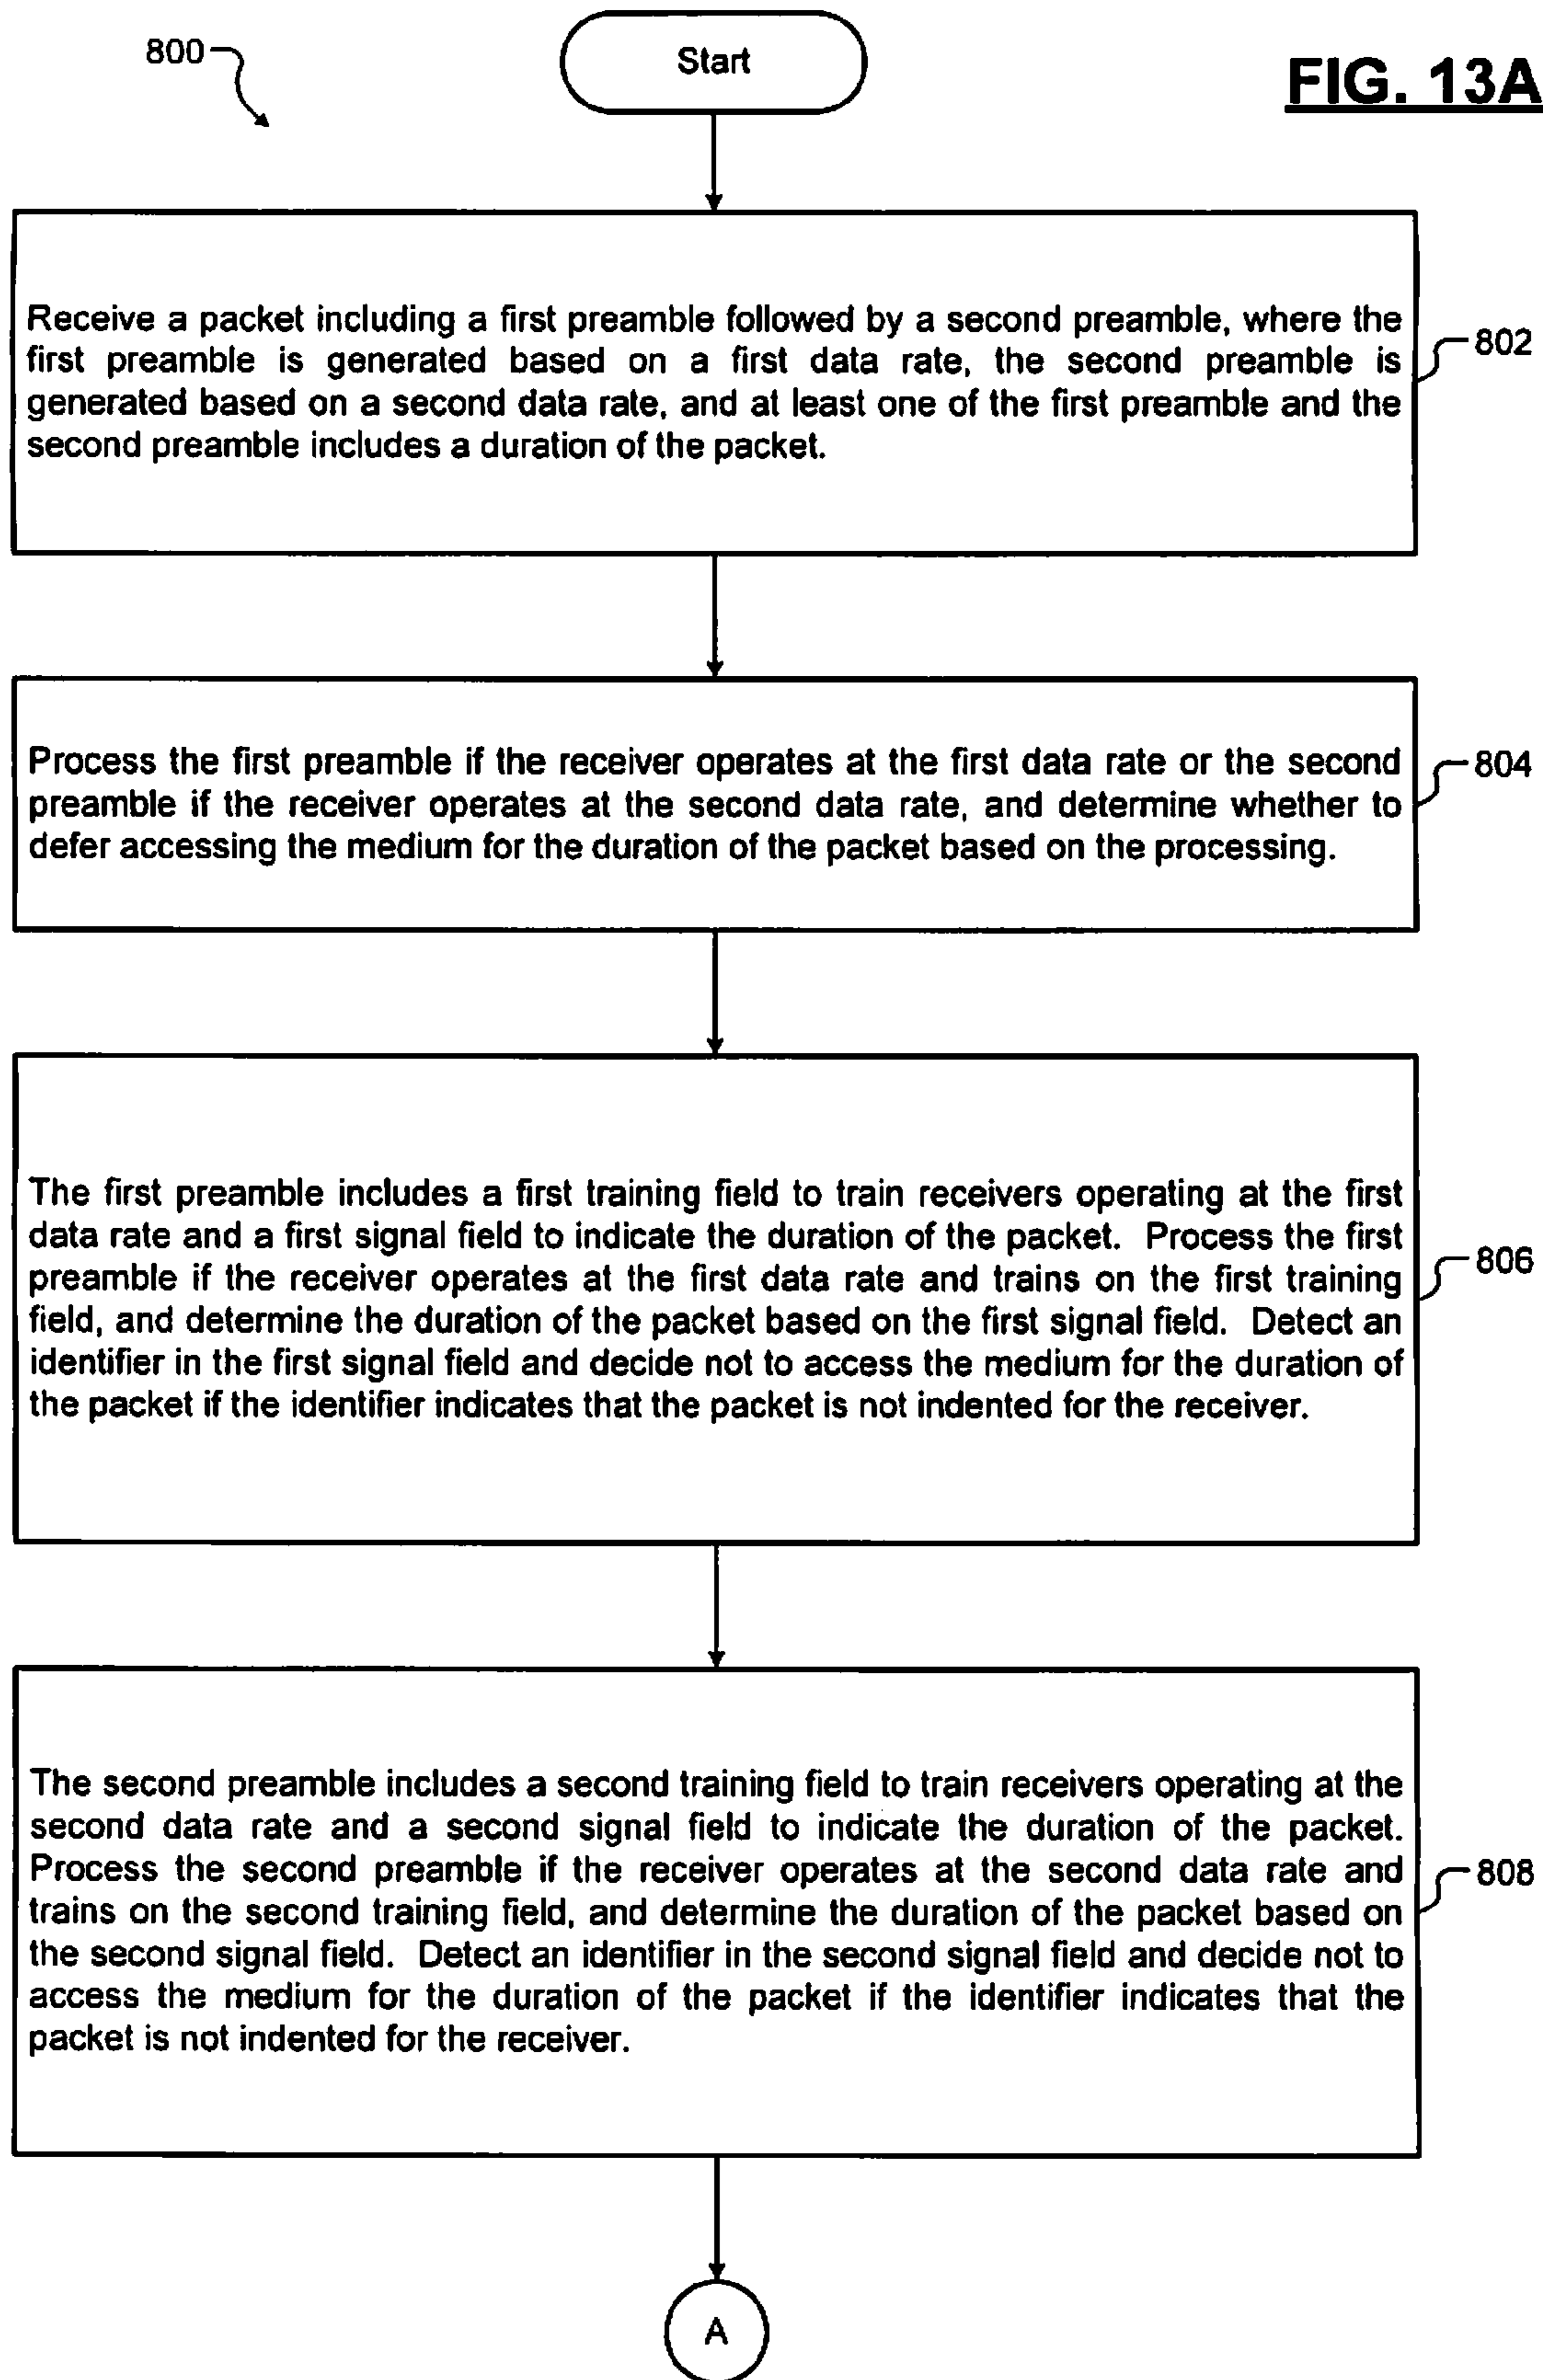 800
Start
FIG. 13A
Receive a packet including a first preamble followed by a second preamble, where the
first preamble is generated based on a first data rate, the second preamble is
generated based on a second data rate, and at least one of the first preamble and the
second preamble includes a duration of the packet.
802
Process the first preamble if the receiver operates at the first data rate or the second
preamble if the receiver operates at the second data rate, and determine whether to
defer accessing the medium for the duration of the packet based on the processing.
804
The first preamble includes a first training field to train receivers operating at the first
data rate and a first signal field to indicate the duration of the packet. Process the first
preamble if the receiver operates at the first data rate and trains on the first training
field, and determine the duration of the packet based on the first signal field. Detect an
identifier in the first signal field and decide not to access the medium for the duration of
the packet if the identifier indicates that the packet is not indented for the receiver.
806
The second preamble includes a second training field to train receivers operating at the
second data rate and a second signal field to indicate the duration of the packet.
Process the second preamble if the receiver operates at the second data rate and
trains on the second training field, and determine the duration of the packet based on
the second signal field. Detect an identifier in the second signal field and decide not to
access the medium for the duration of the packet if the identifier indicates that the
packet is not indented for the receiver.
808
A